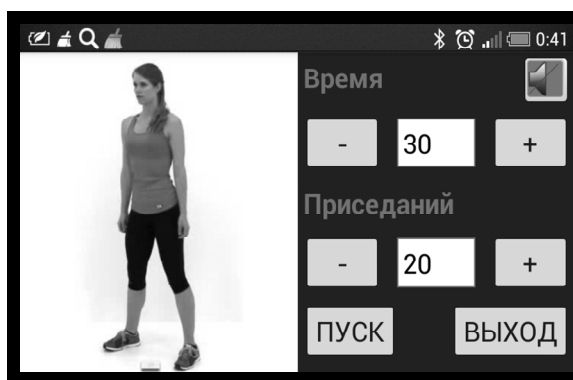 0:41
Время
- 30 +
Приседаний
- 20 +
ПУСК ВЫХОД